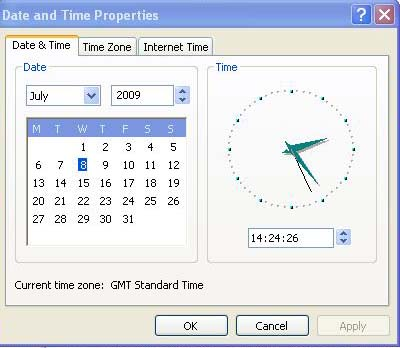 Date and Time Properties
Date & Time Time Zone Internet Time
Date
July 2009
M T W T F S S
1 2 3 4 5
6 7 8 9 10 11 12
13 14 15 16 17 18 19
20 21 22 23 24 25 26
27 28 29 30 31
Time
14:24:26
Current time zone: GMT Standard Time
OK Cancel Apply